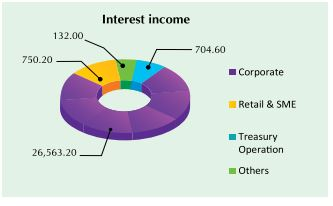 Interest income
132.00
704.60
750.20
26,563.20
Corporate
Retail & SME
Treasury
Operation
Others